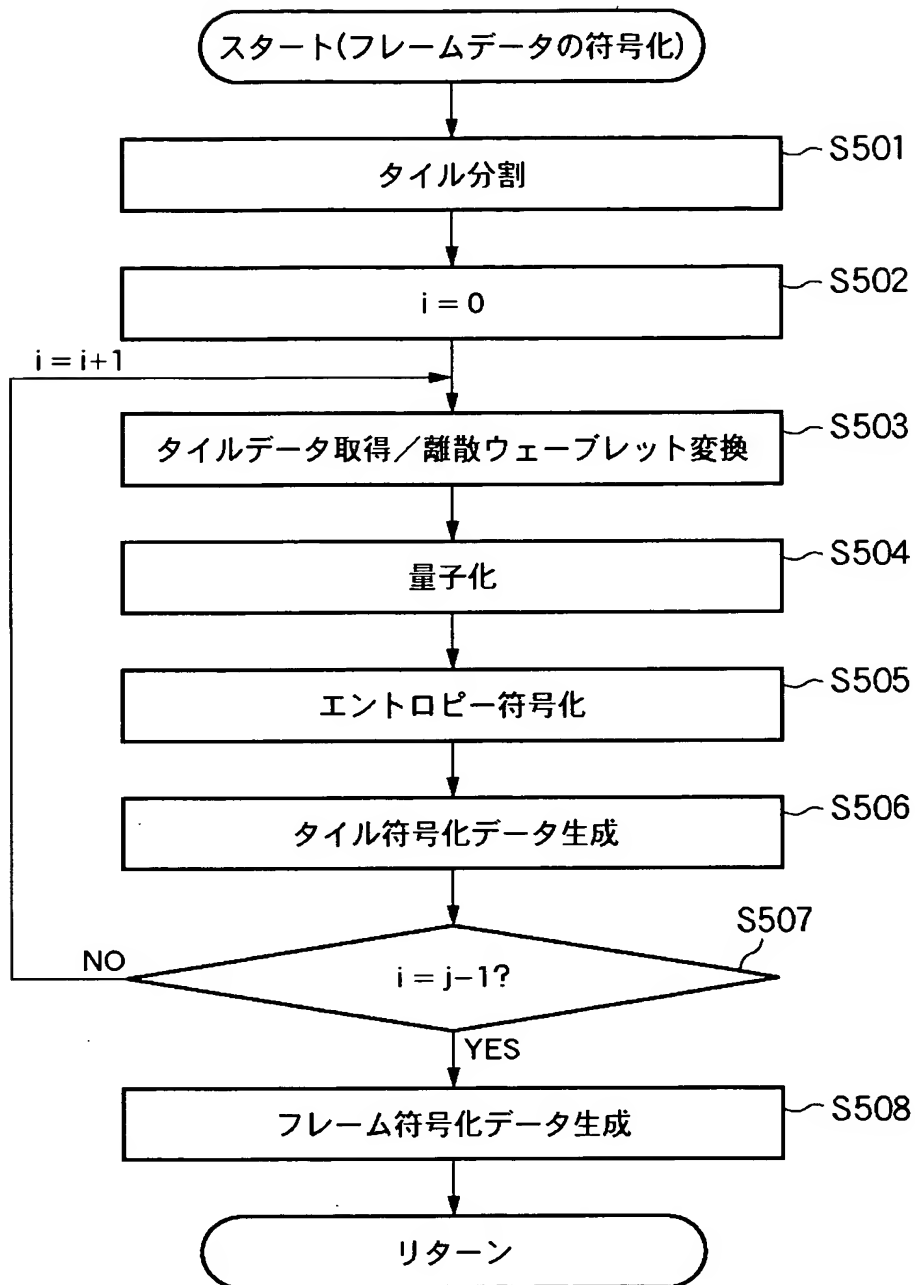 スタート(フレームデータの符号化)
S501
タイル分割
S502
i = 0
i = i+1
S503
タイルデータ取得/離散ウェーブレット変換
S504
量子化
S505
エントロピー符号化
S506
タイル符号化データ生成
S507
NO
i = j−1?
YES
S508
フレーム符号化データ生成
リターン